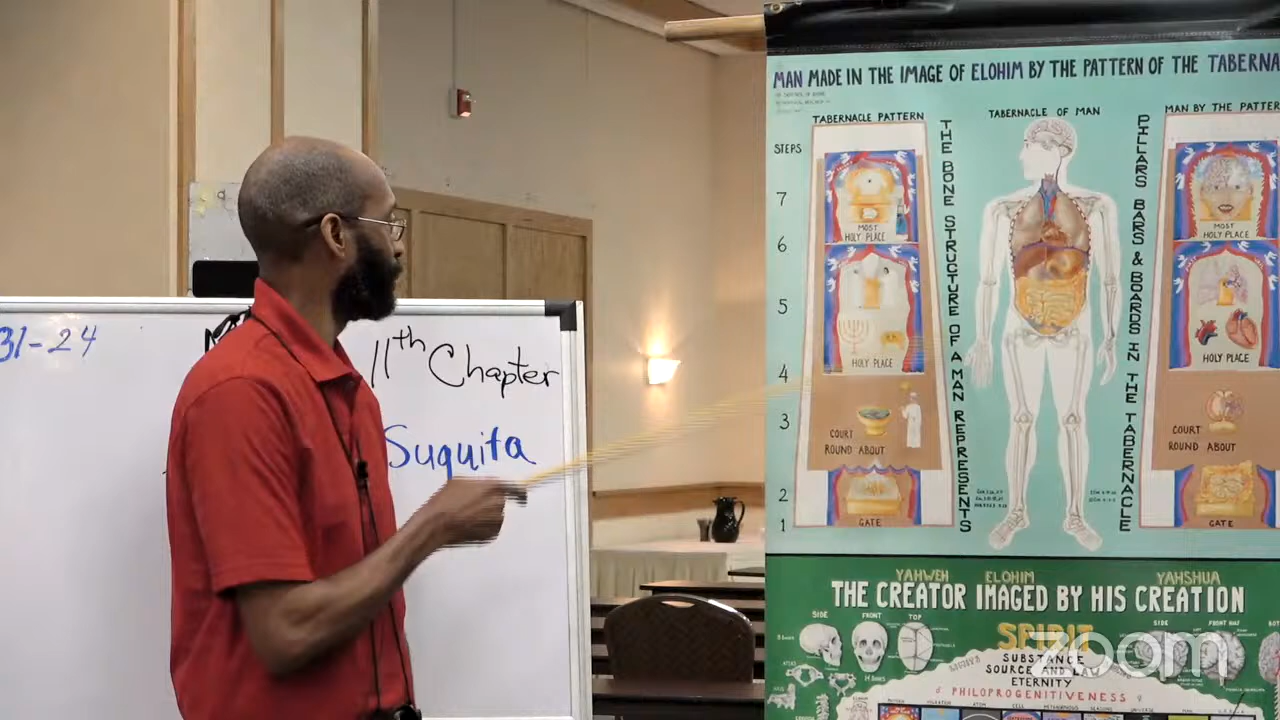 31-24
11th Chapter
Suquita
MAN MADE IN THE IMAGE OF ELOHIM BY THE PATTERN OF THE TABERNA
TABERNACLE PATTERN
TABERNACLE OF MAN
MAN BY THE PATTER
STEPS
7
6
5
4
3
2
1
MOST
HOLY PLACE
HOLY PLACE
COURT
ROUND ABOUT
GATE
THE BONE STRUCTURE OF A MAN REPRESENTS
PILLARS BARS & BOARDS IN THE TABERNACLE
MOST
HOLY PLACE
HOLY PLACE
COURT
ROUND ABOUT
GATE
YAHWEH ELOHIM YAHSHUA
THE CREATOR IMAGED BY HIS CREATION
SIDE FRONT TOP
SPIRIT
SIDE
SUBSTANCE
SOURCE AND LAW
ETERNITY
PHILOPROGENITIVENESS
zoom